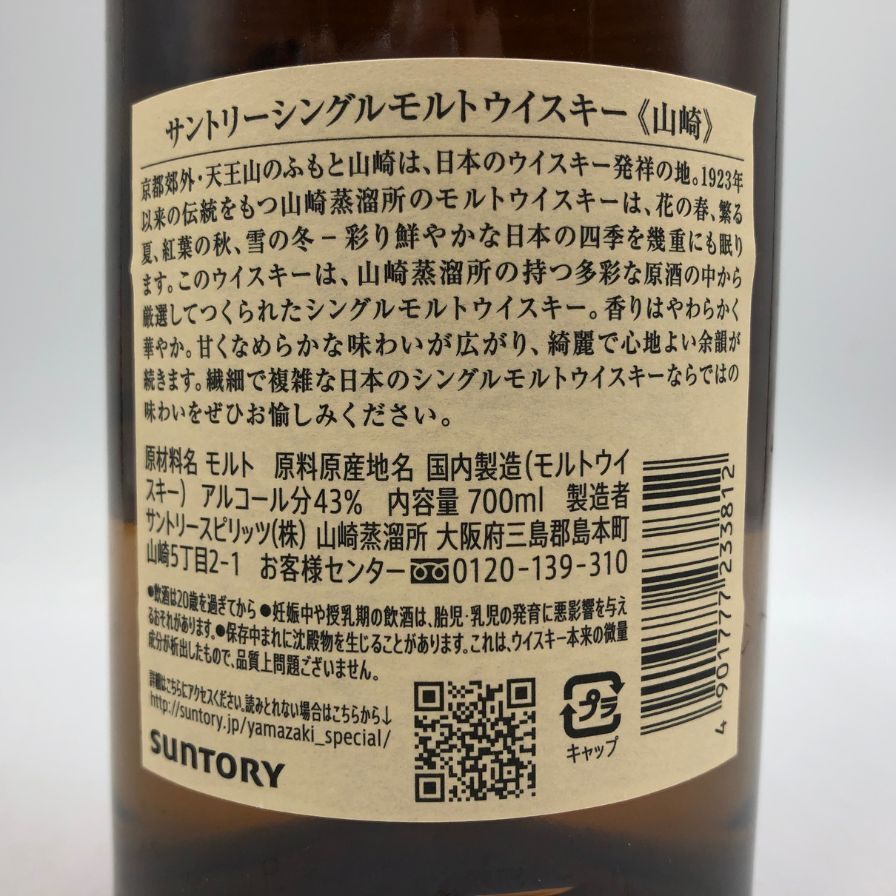 サントリーシングルモルトウイスキー《山崎》
京都郊外・天王山のふもと山崎は、日本のウイスキー発祥の地。1923年
以来の伝統をもつ山崎蒸溜所のモルトウイスキーは、花の春、繁る
夏、紅葉の秋、雪の冬－彩り鮮やかな日本の四季を幾重にも眠り
ます。このウイスキーは、山崎蒸溜所の持つ多彩な原酒の中から
厳選してつくられたシングルモルトウイスキー。香りはやわらかく
華やか。甘くなめらかな味わいが広がり、綺麗で心地よい余韻が
続きます。繊細で複雑な日本のシングルモルトウイスキーならではの
味わいをぜひお愉しみください。
原材料名 モルト 原料原産地名 国内製造(モルトウイ
スキー) アルコール分43% 内容量 700ml 製造者
サントリースピリッツ(株) 山崎蒸溜所 大阪府三島郡島本町
山崎5丁目2-1 お客様センター 0120-139-310
●飲酒は20歳を過ぎてから ●妊娠中や授乳期の飲酒は、胎児・乳児の発育に悪影響を与え
るおそれがあります。●保存中まれに沈殿物を生じることがあります。これは、ウイスキー本来の微量
成分が析出したもので、品質上問題ございません。
詳細はこちらにアクセスください。読みとれない場合はこちらから↓
http://suntory.jp/yamazaki_special/
SUNTORY
プラ
キャップ
4901777233812